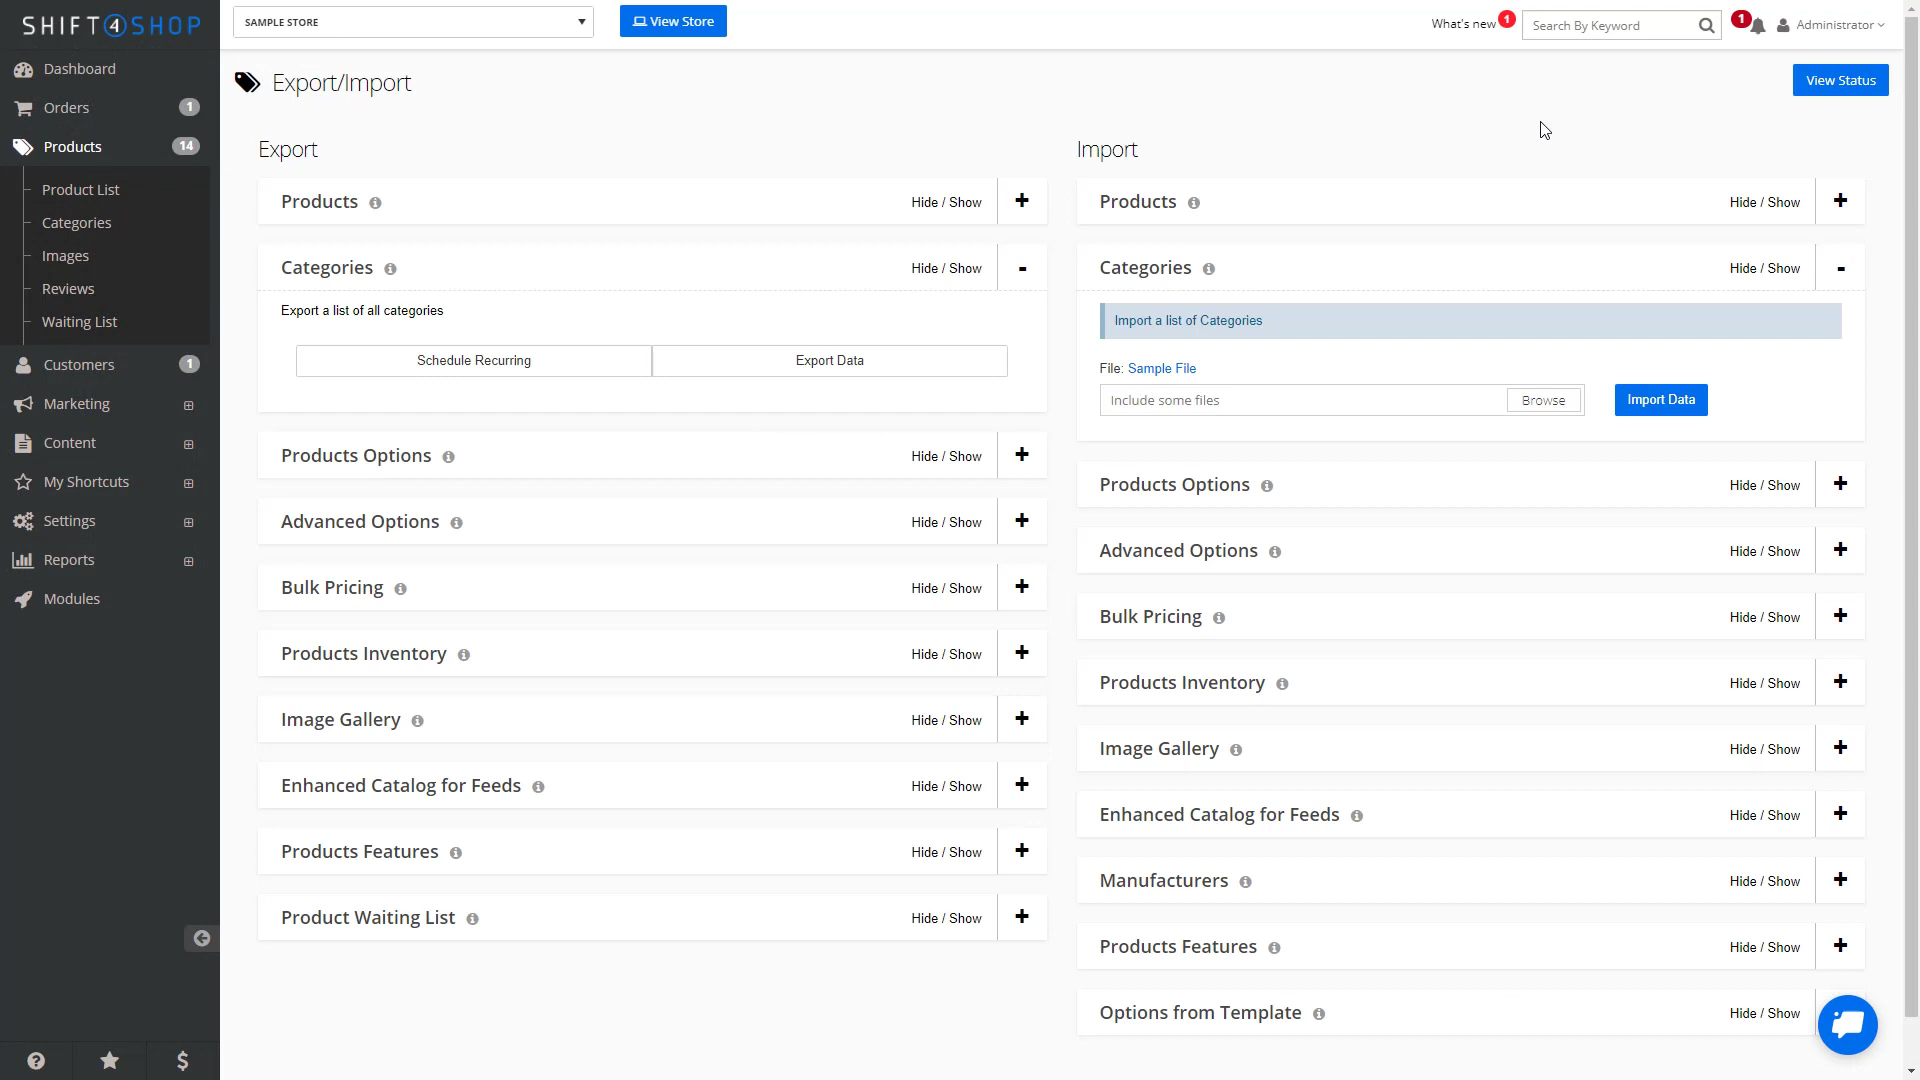 SHIFT4SHOP
SAMPLE STORE
View Store
What's new 1
Search By Keyword
1
Administrator
Dashboard
Orders 1
Products 14
Product List
Categories
Images
Reviews
Waiting List
Customers 1
Marketing
Content
My Shortcuts
Settings
Reports
Modules
Export/Import
View Status
Export
Products Hide / Show +
Categories Hide / Show -
Export a list of all categories
Schedule Recurring
Export Data
Products Options Hide / Show +
Advanced Options Hide / Show +
Bulk Pricing Hide / Show +
Products Inventory Hide / Show +
Image Gallery Hide / Show +
Enhanced Catalog for Feeds Hide / Show +
Products Features Hide / Show +
Product Waiting List Hide / Show +
Import
Products Hide / Show +
Categories Hide / Show -
Import a list of Categories
File: Sample File
Include some files
Browse
Import Data
Products Options Hide / Show +
Advanced Options Hide / Show +
Bulk Pricing Hide / Show +
Products Inventory Hide / Show +
Image Gallery Hide / Show +
Enhanced Catalog for Feeds Hide / Show +
Manufacturers Hide / Show +
Products Features Hide / Show +
Options from Template Hide / Show